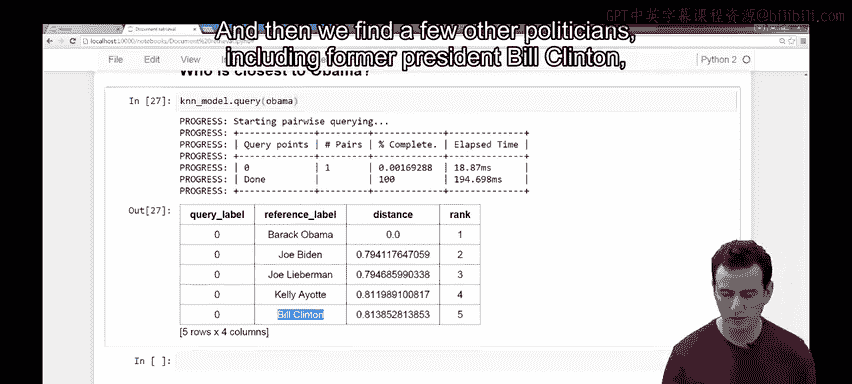 GPT中英字幕课程资源@bilibili.com
And then we find a few other politicians,
including former president Bill Clinton,
localhost:10000/notebooks/Document
File Edit
Python 2
Who is closest to Obama?
In [27]: knn_model.query(obama)
PROGRESS: Starting pairwise querying...
PROGRESS: +--------------+---------+-------------+--------------+
PROGRESS: | Query points | # Pairs | % Complete. | Elapsed Time |
PROGRESS: +--------------+---------+-------------+--------------+
PROGRESS: | 0 | 1 | 0.00169288 | 18.87ms |
PROGRESS: | Done | | 100 | 194.698ms |
PROGRESS: +--------------+---------+-------------+--------------+
Out[27]:
query_label reference_label distance rank
0 Barack Obama 0.0 1
0 Joe Biden 0.794117647059 2
0 Joe Lieberman 0.794685990338 3
0 Kelly Ayotte 0.811989100817 4
0 Bill Clinton 0.813852813853 5
[5 rows x 4 columns]
In [ ]: